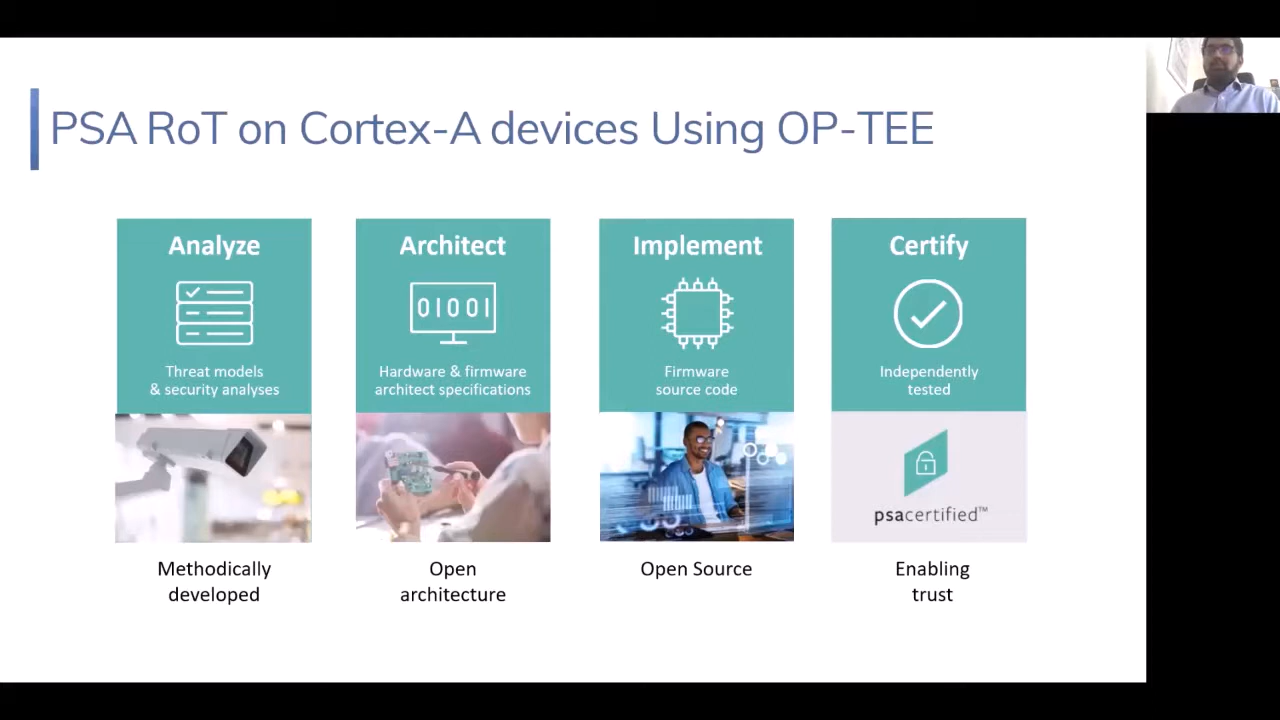 PSA RoT on Cortex-A devices Using OP-TEE
Analyze
Threat models
& security analyses
Methodically
developed
Architect
01001
Hardware & firmware
architect specifications
Open
architecture
Implement
Firmware
source code
Open Source
Certify
Independently
tested
psacertified™
Enabling
trust